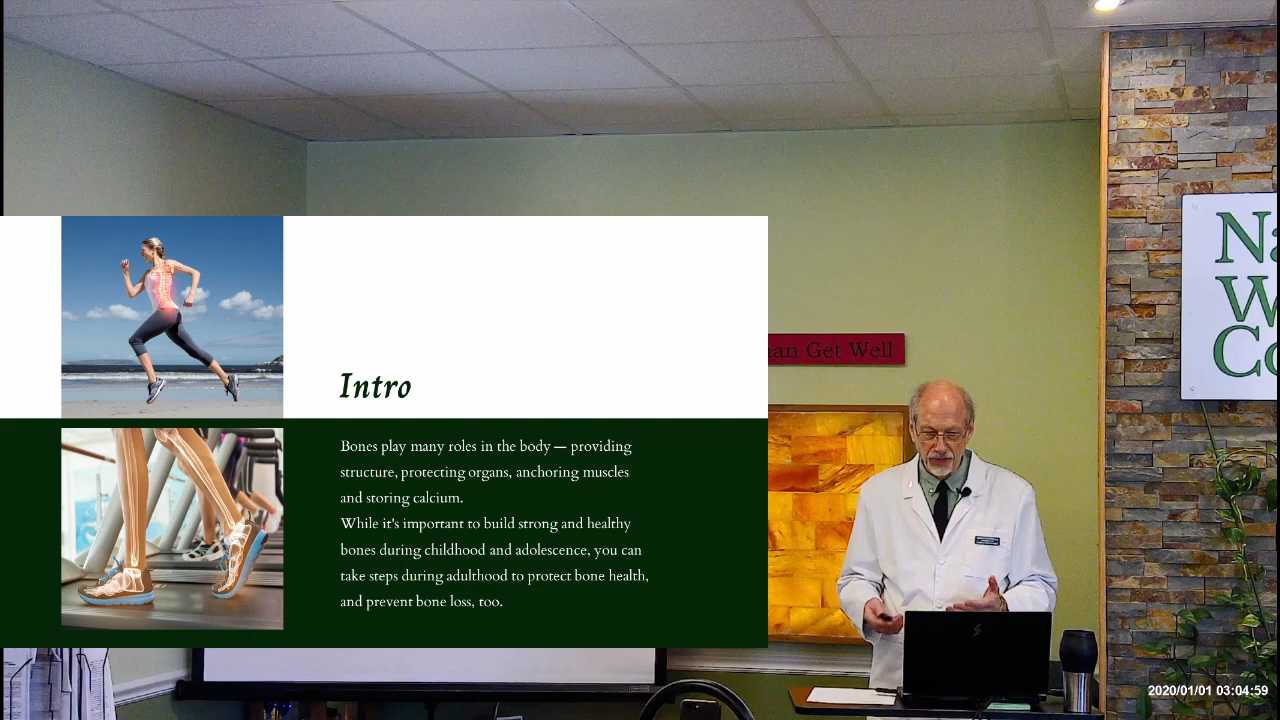 Intro
Bones play many roles in the body — providing
structure, protecting organs, anchoring muscles
and storing calcium.
While it's important to build strong and healthy
bones during childhood and adolescence, you can
take steps during adulthood to protect bone health,
and prevent bone loss, too.
Get Well
2020/01/01 03:04:59